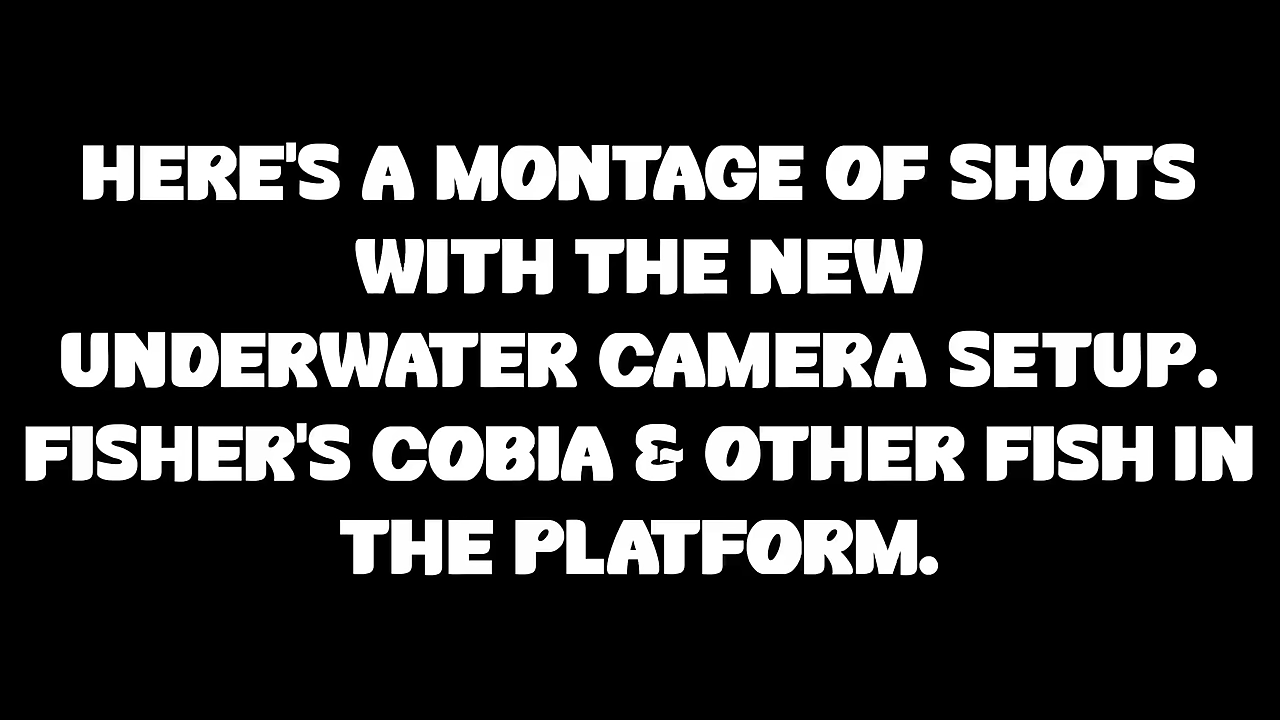 HERE'S A MONTAGE OF SHOTS
WITH THE NEW
UNDERWATER CAMERA SETUP.
FISHER'S COBIA & OTHER FISH IN
THE PLATFORM.